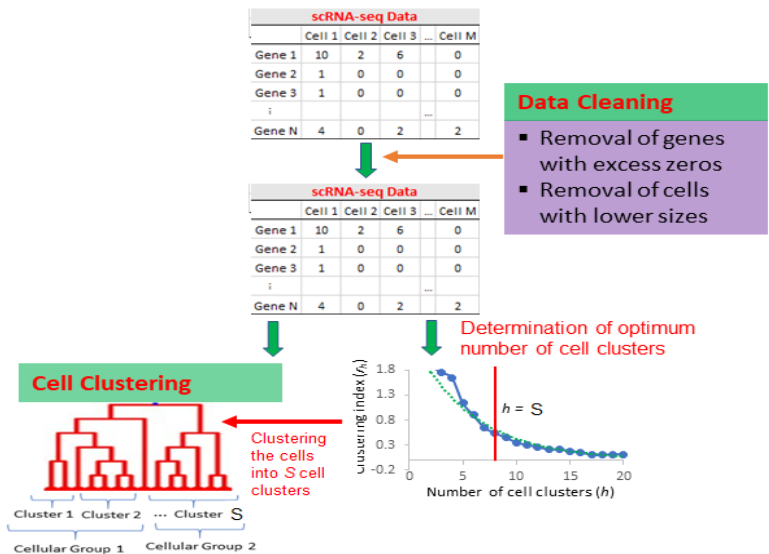 scRNA-seq Data
Cell 1 Cell 2 Cell 3 ... Cell M
Gene 1 10 2 6 0
Gene 2 1 0 0 0
Gene 3 1 0 0 0
⋮ ...
Gene N 4 0 2 2
Data Cleaning
▪ Removal of genes
with excess zeros
▪ Removal of cells
with lower sizes
scRNA-seq Data
Cell 1 Cell 2 Cell 3 ... Cell M
Gene 1 10 2 6 0
Gene 2 1 0 0 0
Gene 3 1 0 0 0
⋮ ...
Gene N 4 0 2 2
Determination of optimum
number of cell clusters
Cell Clustering
Clustering
the cells
into S cell
clusters
Clustering index (rₕ)
1.8
1.3
0.8
0.3
-0.2
h = S
0 5 10 15 20
Number of cell clusters (h)
Cluster 1 Cluster 2 ... Cluster S
Cellular Group 1 Cellular Group 2